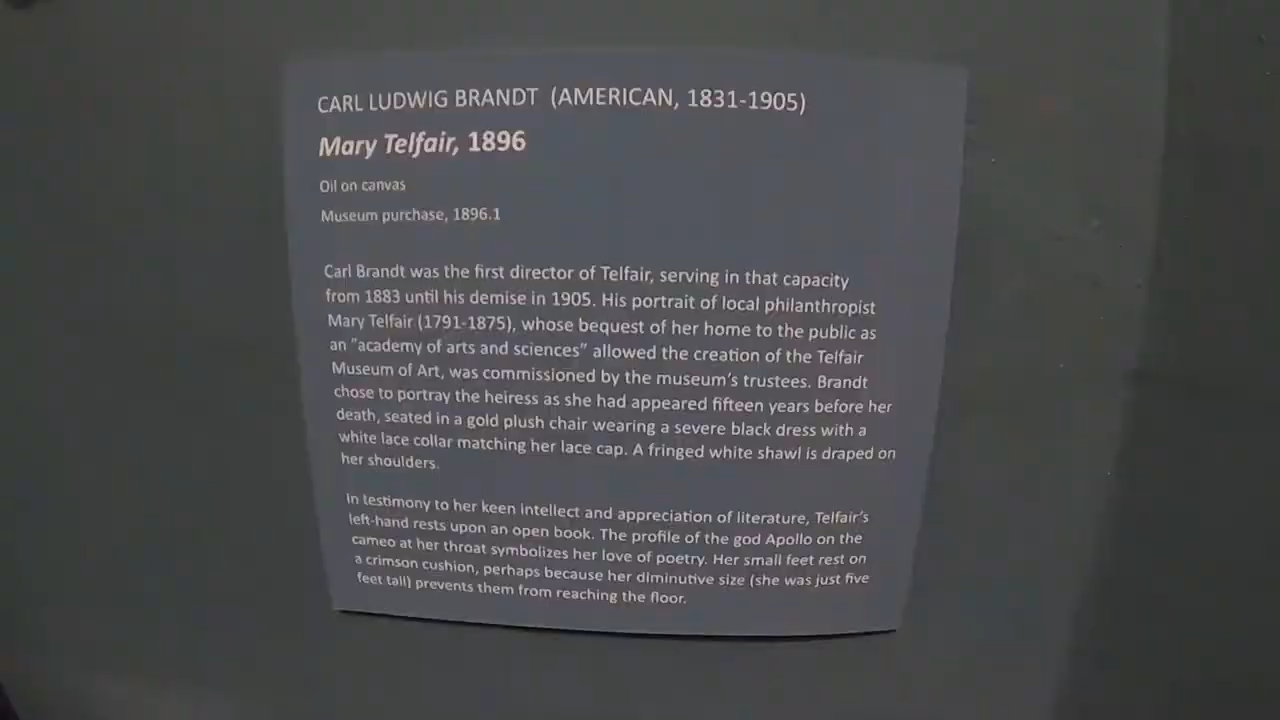 CARL LUDWIG BRANDT (AMERICAN, 1831-1905)
Mary Telfair, 1896
Oil on canvas
Museum purchase, 1896.1
Carl Brandt was the first director of Telfair, serving in that capacity
from 1883 until his demise in 1905. His portrait of local philanthropist
Mary Telfair (1791-1875), whose bequest of her home to the public as
an "academy of arts and sciences" allowed the creation of the Telfair
Museum of Art, was commissioned by the museum's trustees. Brandt
chose to portray the heiress as she had appeared fifteen years before her
death, seated in a gold plush chair wearing a severe black dress with a
white lace collar matching her lace cap. A fringed white shawl is draped on
her shoulders.
In testimony to her keen intellect and appreciation of literature, Telfair's
left-hand rests upon an open book. The profile of the god Apollo on the
cameo at her throat symbolizes her love of poetry. Her small feet rest on
a crimson cushion, perhaps because her diminutive size (she was just five
feet tall) prevents them from reaching the floor.